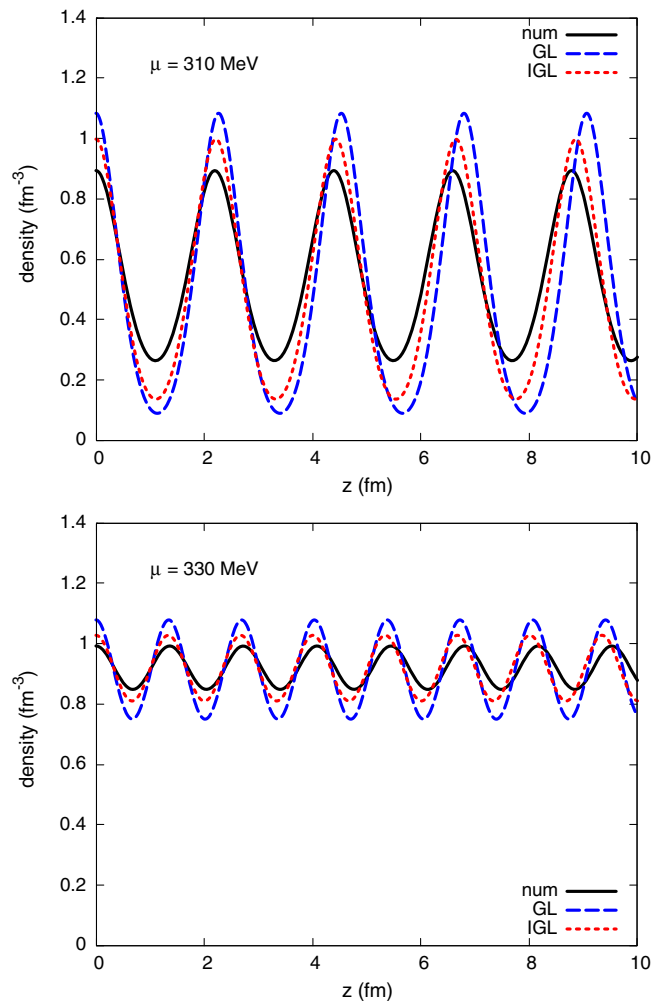 1.4
1.2
1
0.8
0.6
0.4
0.2
0
density (fm-3)
μ = 310 MeV
num
GL
IGL
0 2 4 6 8 10
z (fm)
1.4
1.2
1
0.8
0.6
0.4
0.2
0
density (fm-3)
μ = 330 MeV
num
GL
IGL
0 2 4 6 8 10
z (fm)